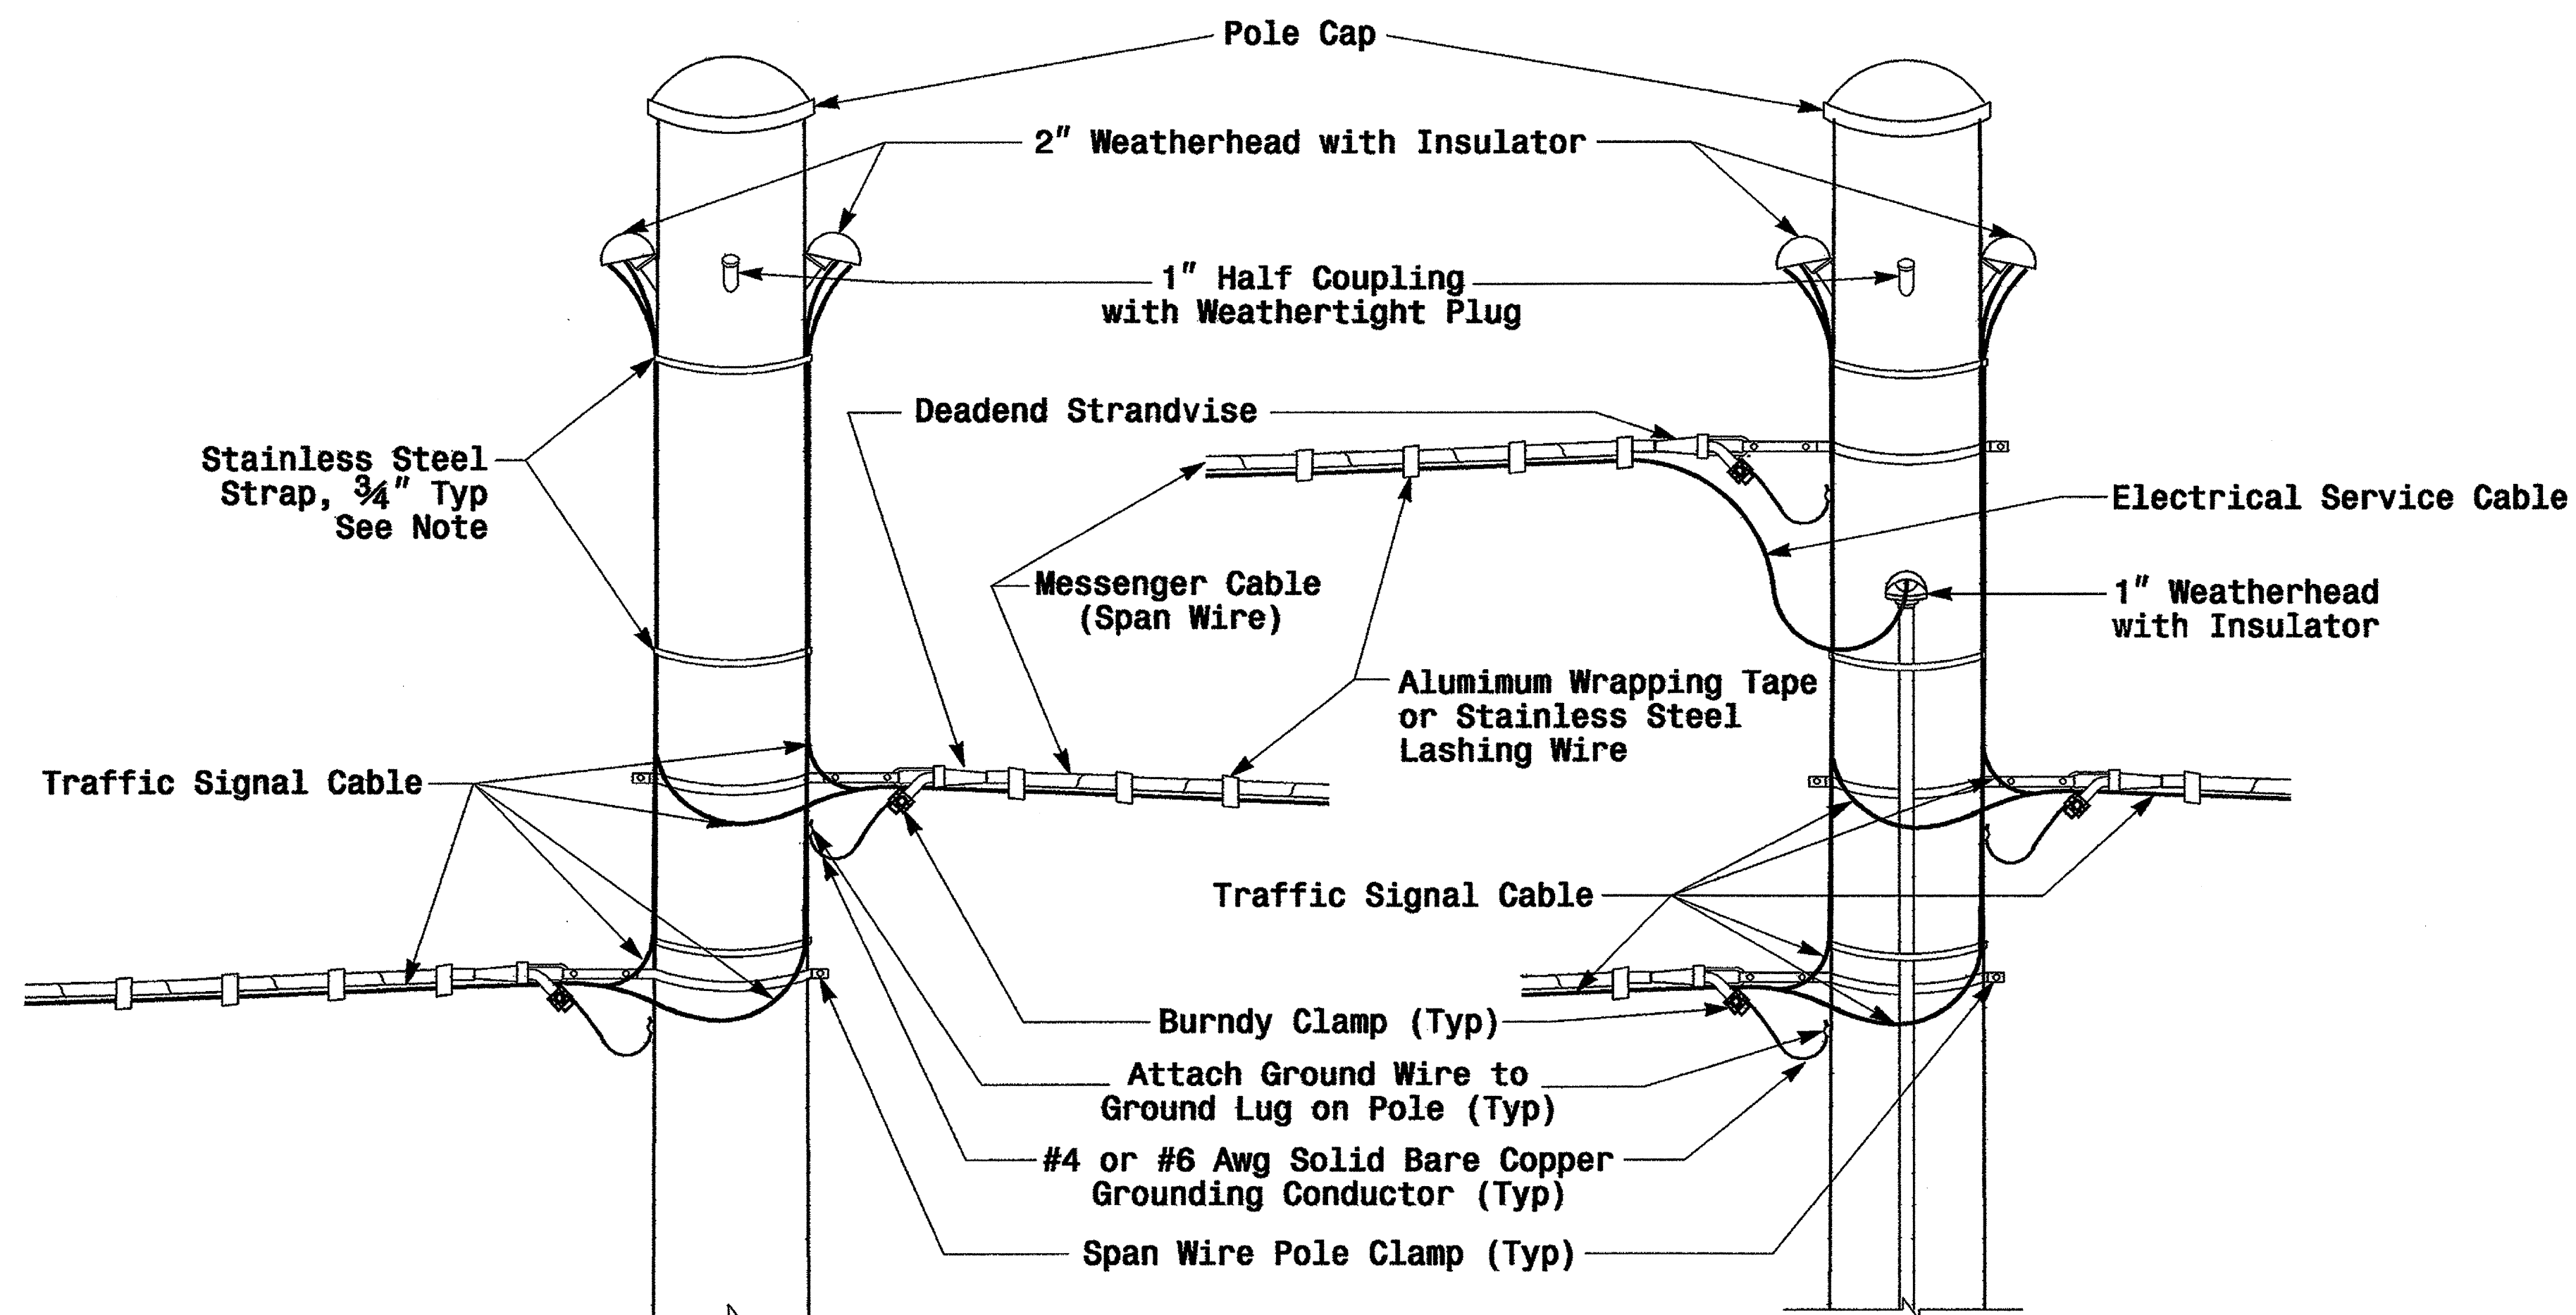 Pole Cap
2" Weatherhead with Insulator
1" Half Coupling
with Weathertight Plug
Deadend Strandvise
Stainless Steel
Strap, ¾" Typ
See Note
Electrical Service Cable
Messenger Cable
(Span Wire)
1" Weatherhead
with Insulator
Alumimum Wrapping Tape
or Stainless Steel
Lashing Wire
Traffic Signal Cable
Traffic Signal Cable
Burndy Clamp (Typ)
Attach Ground Wire to
Ground Lug on Pole (Typ)
#4 or #6 Awg Solid Bare Copper
Grounding Conductor (Typ)
Span Wire Pole Clamp (Typ)